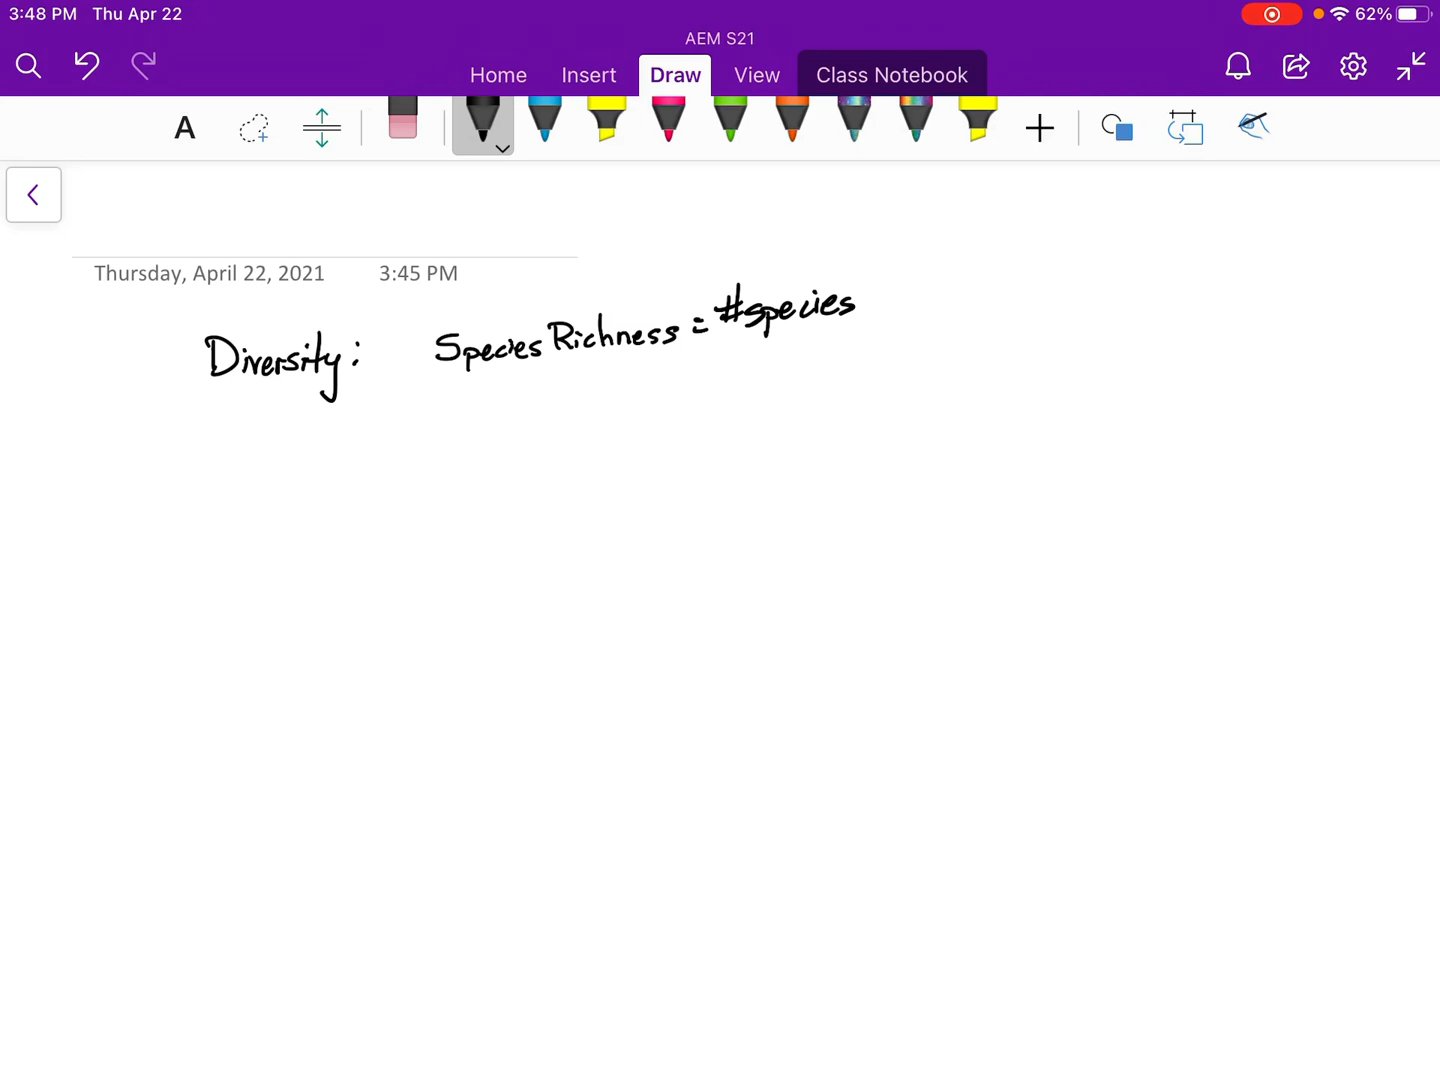 3:48 PM Thu Apr 22 62%
AEM S21
Home Insert Draw View Class Notebook
A
Thursday, April 22, 2021 3:45 PM
Diversity: Species Richness = #species